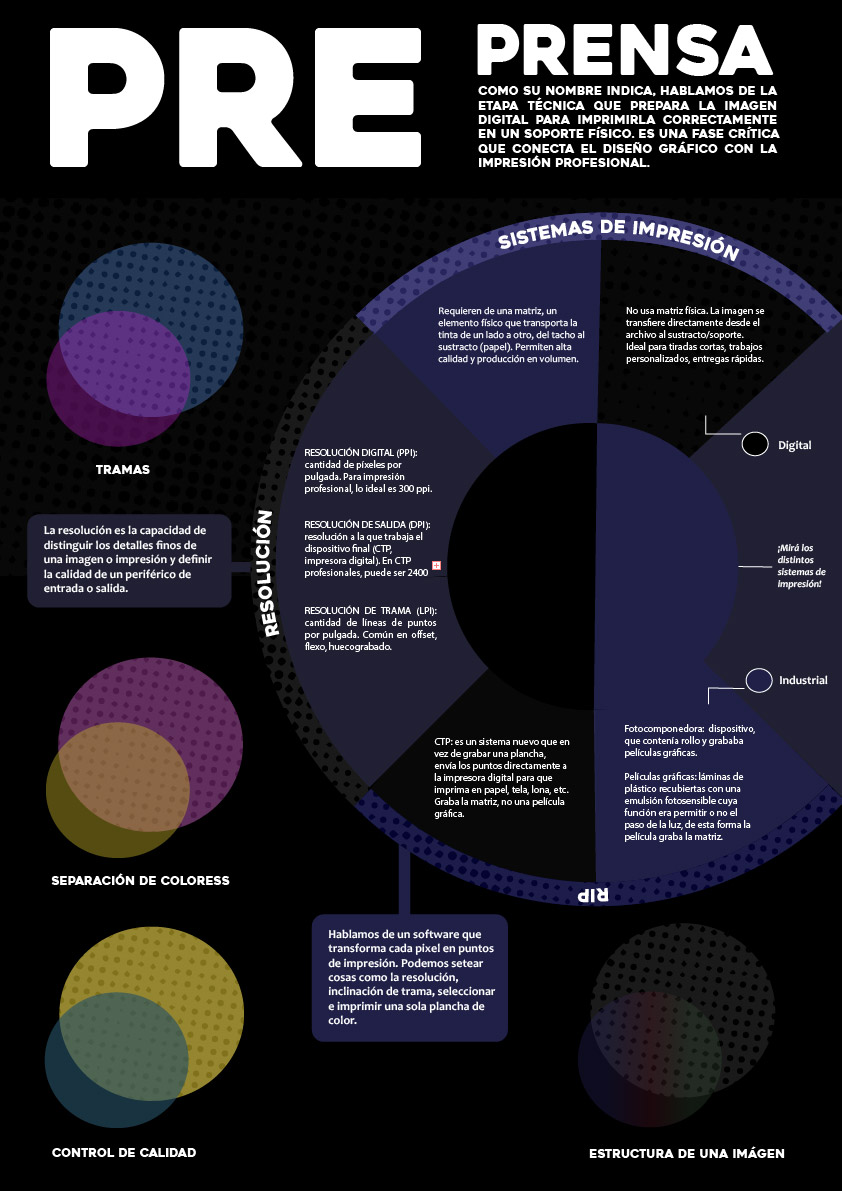 PRE
PRENSA
COMO SU NOMBRE INDICA, HABLAMOS DE LA
ETAPA TÉCNICA QUE PREPARA LA IMAGEN
DIGITAL PARA IMPRIMIRLA CORRECTAMENTE
EN UN SOPORTE FÍSICO. ES UNA FASE CRÍTICA
QUE CONECTA EL DISEÑO GRÁFICO CON LA
IMPRESIÓN PROFESIONAL.
SISTEMAS DE IMPRESIÓN
Requieren de una matriz, un
elemento físico que transporta la
tinta de un lado a otro, del tacho al
sustracto (papel). Permiten alta
calidad y producción en volumen.
No usa matriz física. La imagen se
transfiere directamente desde el
archivo al sustracto/soporte.
Ideal para tiradas cortas, trabajos
personalizados, entregas rápidas.
Digital
¡Mirá los
distintos
sistemas de
impresión!
Industrial
TRAMAS
RESOLUCIÓN
La resolución es la capacidad de
distinguir los detalles finos de
una imagen o impresión y definir
la calidad de un periférico de
entrada o salida.
RESOLUCIÓN DIGITAL (PPI):
cantidad de píxeles por
pulgada. Para impresión
profesional, lo ideal es 300 ppi.
RESOLUCIÓN DE SALIDA (DPI):
resolución a la que trabaja el
dispositivo final (CTP,
impresora digital). En CTP
profesionales, puede ser 2400
RESOLUCIÓN DE TRAMA (LPI):
cantidad de líneas de puntos
por pulgada. Común en offset,
flexo, huecograbado.
CTP: es un sistema nuevo que en
vez de grabar una plancha,
envía los puntos directamente a
la impresora digital para que
imprima en papel, tela, lona, etc.
Graba la matriz, no una película
gráfica.
Fotocomponedora: dispositivo,
que contenía rollo y grababa
películas gráficas.
Películas gráficas: láminas de
plástico recubiertas con una
emulsión fotosensible cuya
función era permitir o no el
paso de la luz, de esta forma la
película graba la matriz.
RIP
Hablamos de un software que
transforma cada pixel en puntos
de impresión. Podemos setear
cosas como la resolución,
inclinación de trama, seleccionar
e imprimir una sola plancha de
color.
SEPARACIÓN DE COLORESS
CONTROL DE CALIDAD
ESTRUCTURA DE UNA IMÁGEN